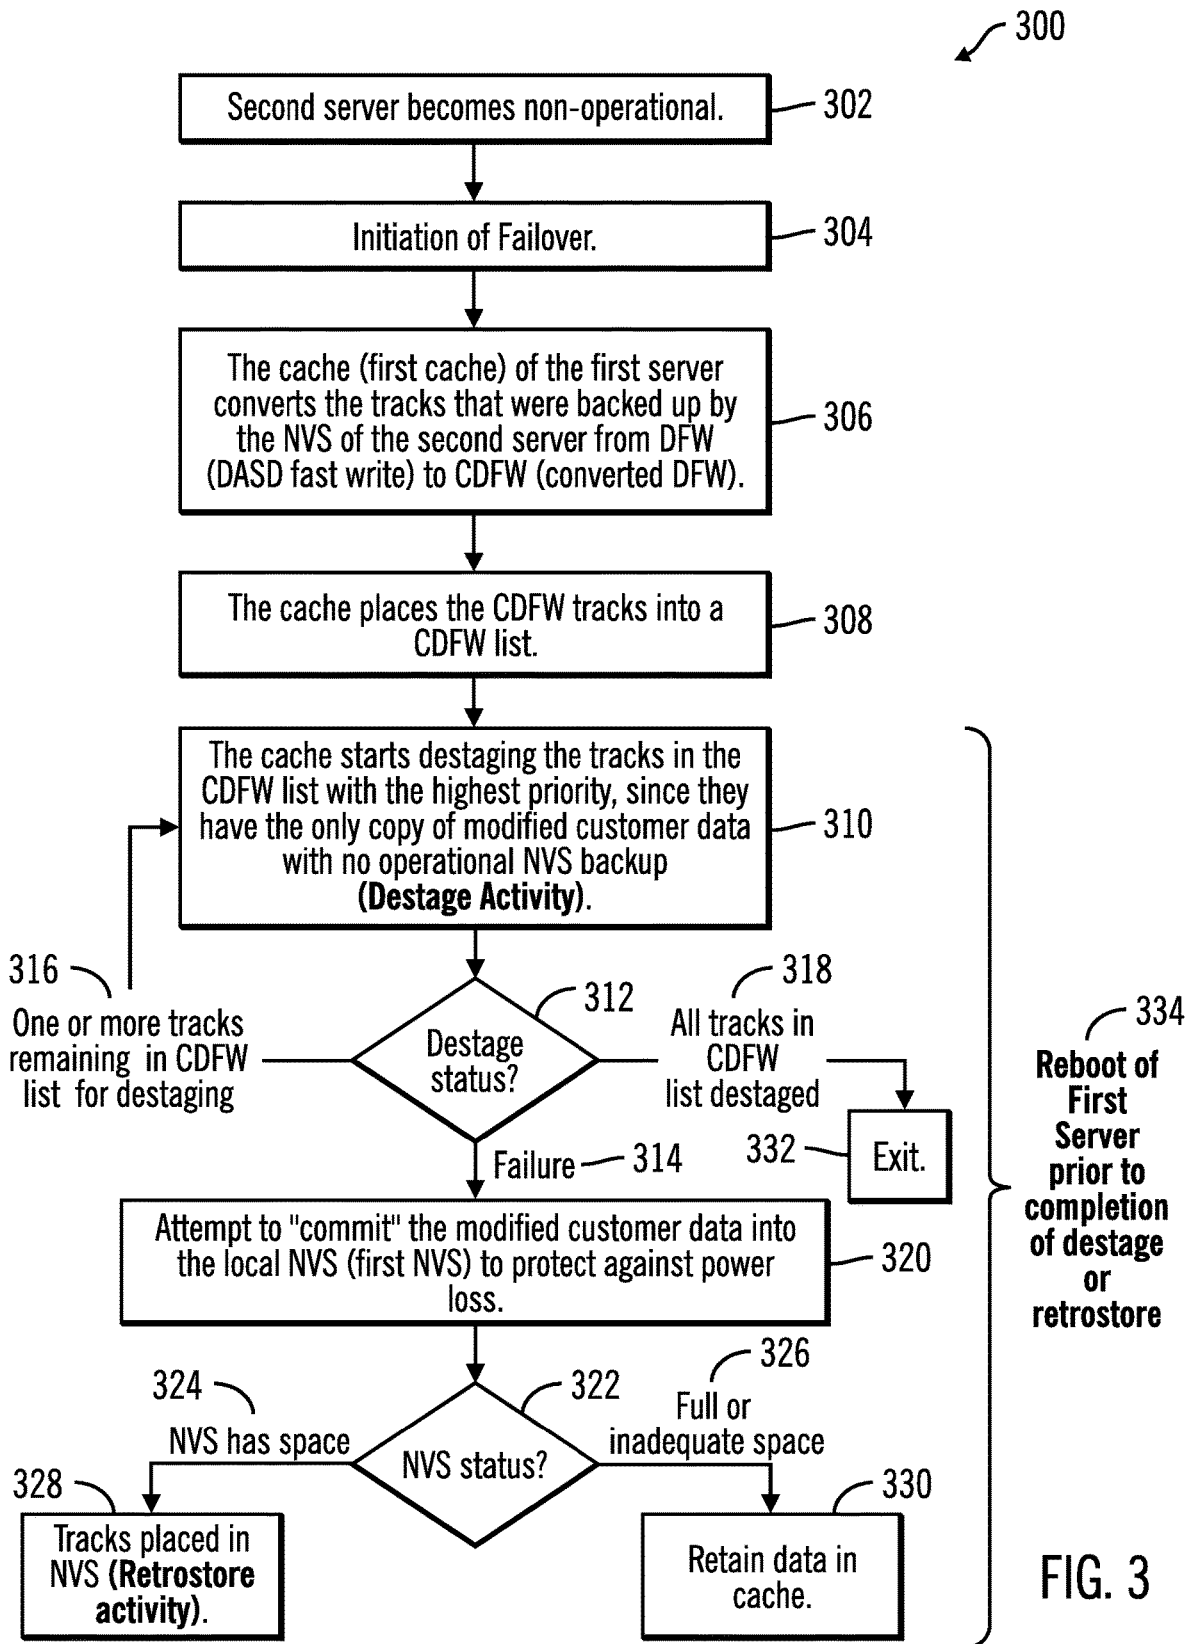 300
Second server becomes non-operational.
302
Initiation of Failover.
304
The cache (first cache) of the first server
converts the tracks that were backed up by
the NVS of the second server from DFW
(DASD fast write) to CDFW (converted DFW).
306
The cache places the CDFW tracks into a
CDFW list.
308
The cache starts destaging the tracks in the
CDFW list with the highest priority, since they
have the only copy of modified customer data
with no operational NVS backup
(Destage Activity).
310
316
One or more tracks
remaining in CDFW
list for destaging
312
Destage
status?
318
All tracks in
CDFW
list destaged
332
Exit.
334
Reboot of
First
Server
prior to
completion
of destage
or
retrostore
Failure
314
Attempt to "commit" the modified customer data into
the local NVS (first NVS) to protect against power
loss.
320
324
NVS has space
322
NVS status?
326
Full or
inadequate space
328
Tracks placed in
NVS (Retrostore
activity).
330
Retain data in
cache.
FIG. 3